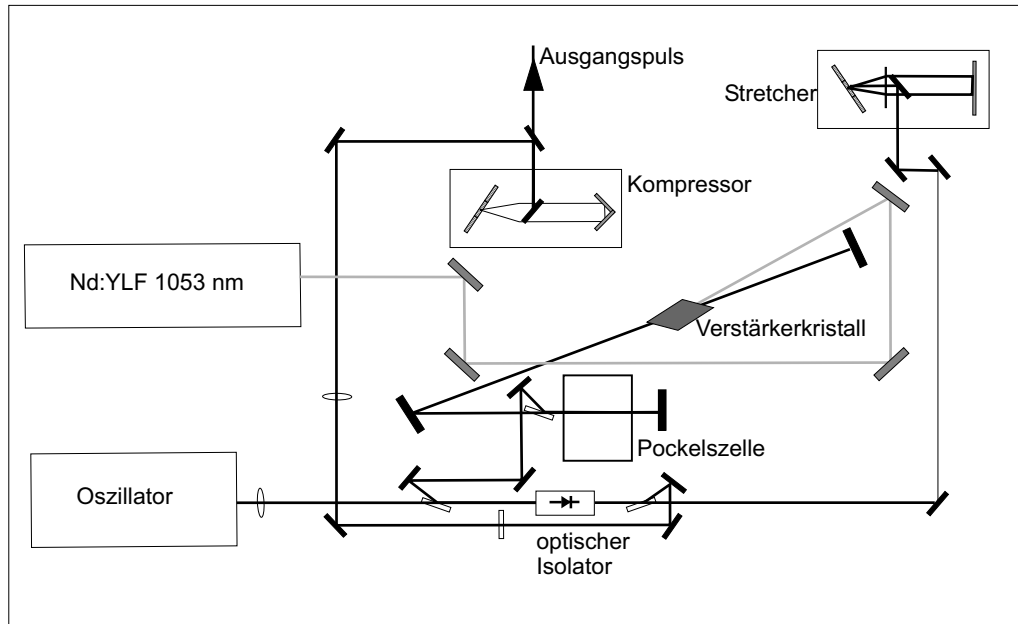 Ausgangspuls
Stretcher
Kompressor
Nd:YLF 1053 nm
Verstärkerkristall
Pockelszelle
Oszillator
optischer
Isolator